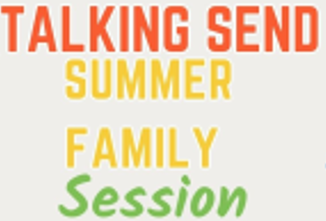 TALKING SEND
SUMMER
FAMILY
Session